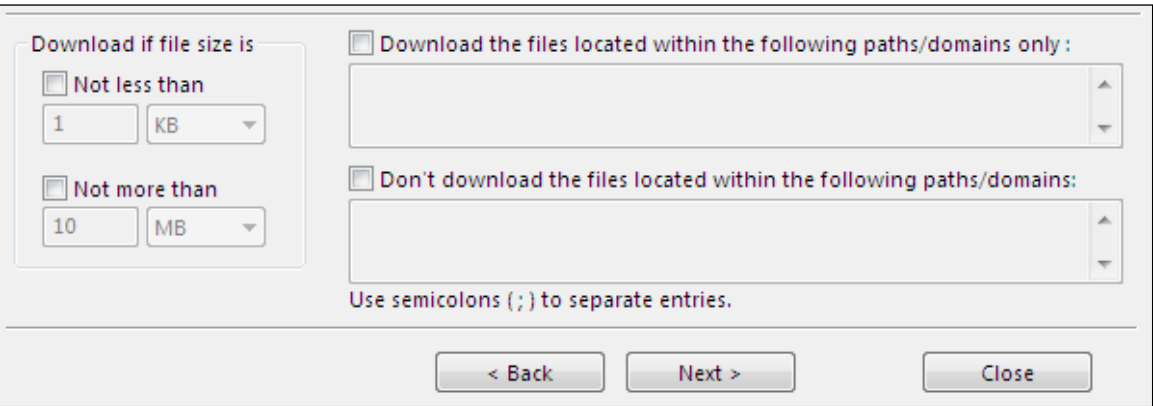 Download if file size is
Not less than
1 KB
Not more than
10 MB
Download the files located within the following paths/domains only :
Don't download the files located within the following paths/domains:
Use semicolons ( ; ) to separate entries.
< Back Next > Close